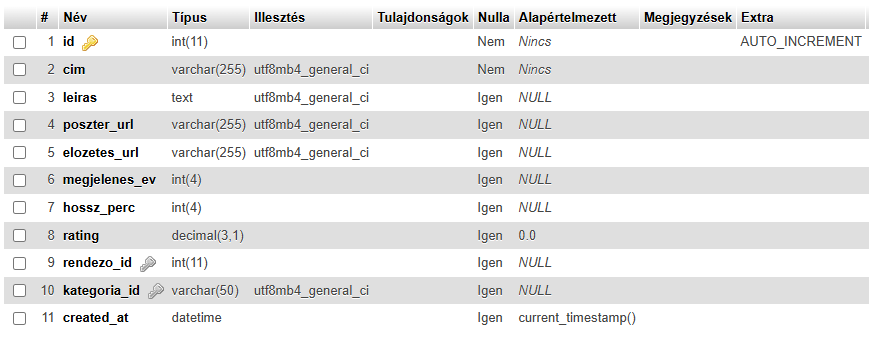 # Név Típus Illesztés Tulajdonságok Nulla Alapértelmezett Megjegyzések Extra
1 id int(11) Nem Nincs AUTO_INCREMENT
2 cim varchar(255) utf8mb4_general_ci Nem Nincs
3 leiras text utf8mb4_general_ci Igen NULL
4 poszter_url varchar(255) utf8mb4_general_ci Igen NULL
5 elozetes_url varchar(255) utf8mb4_general_ci Igen NULL
6 megjelenes_ev int(4) Igen NULL
7 hossz_perc int(4) Igen NULL
8 rating decimal(3,1) Igen 0.0
9 rendezo_id int(11) Igen NULL
10 kategoria_id varchar(50) utf8mb4_general_ci Igen NULL
11 created_at datetime Igen current_timestamp()